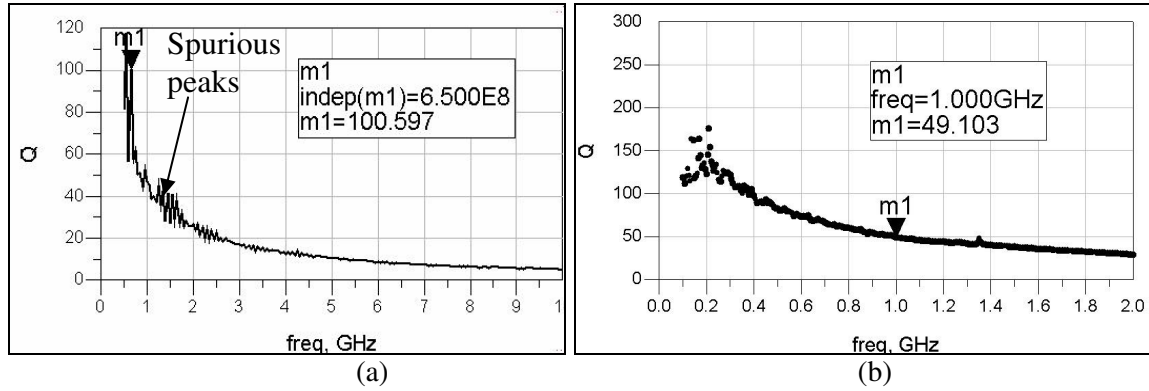 120
100
80
60
40
20
0
Q
m1
Spurious
peaks
m1
indep(m1)=6.500E8
m1=100.597
0 1 2 3 4 5 6 7 8 9 10
freq, GHz
(a)
300
250
200
150
100
50
0
Q
m1
freq=1.000GHz
m1=49.103
m1
0.0 0.2 0.4 0.6 0.8 1.0 1.2 1.4 1.6 1.8 2.0
freq, GHz
(b)